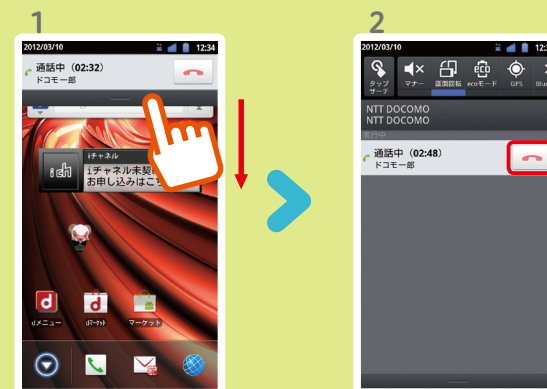 1
2012/03/10
12:34
通話中（02:32）
ドコモ一郎
iチャネル
i ch
iチャネル未契
お申し込みはこち
dメニュー
dマーケット
マーケット
2
2012/03/10
タップ
サーチ
マナー
画面回転
ecoモード
GPS
NTT DOCOMO
NTT DOCOMO
実行中
通話中（02:48）
ドコモ一郎